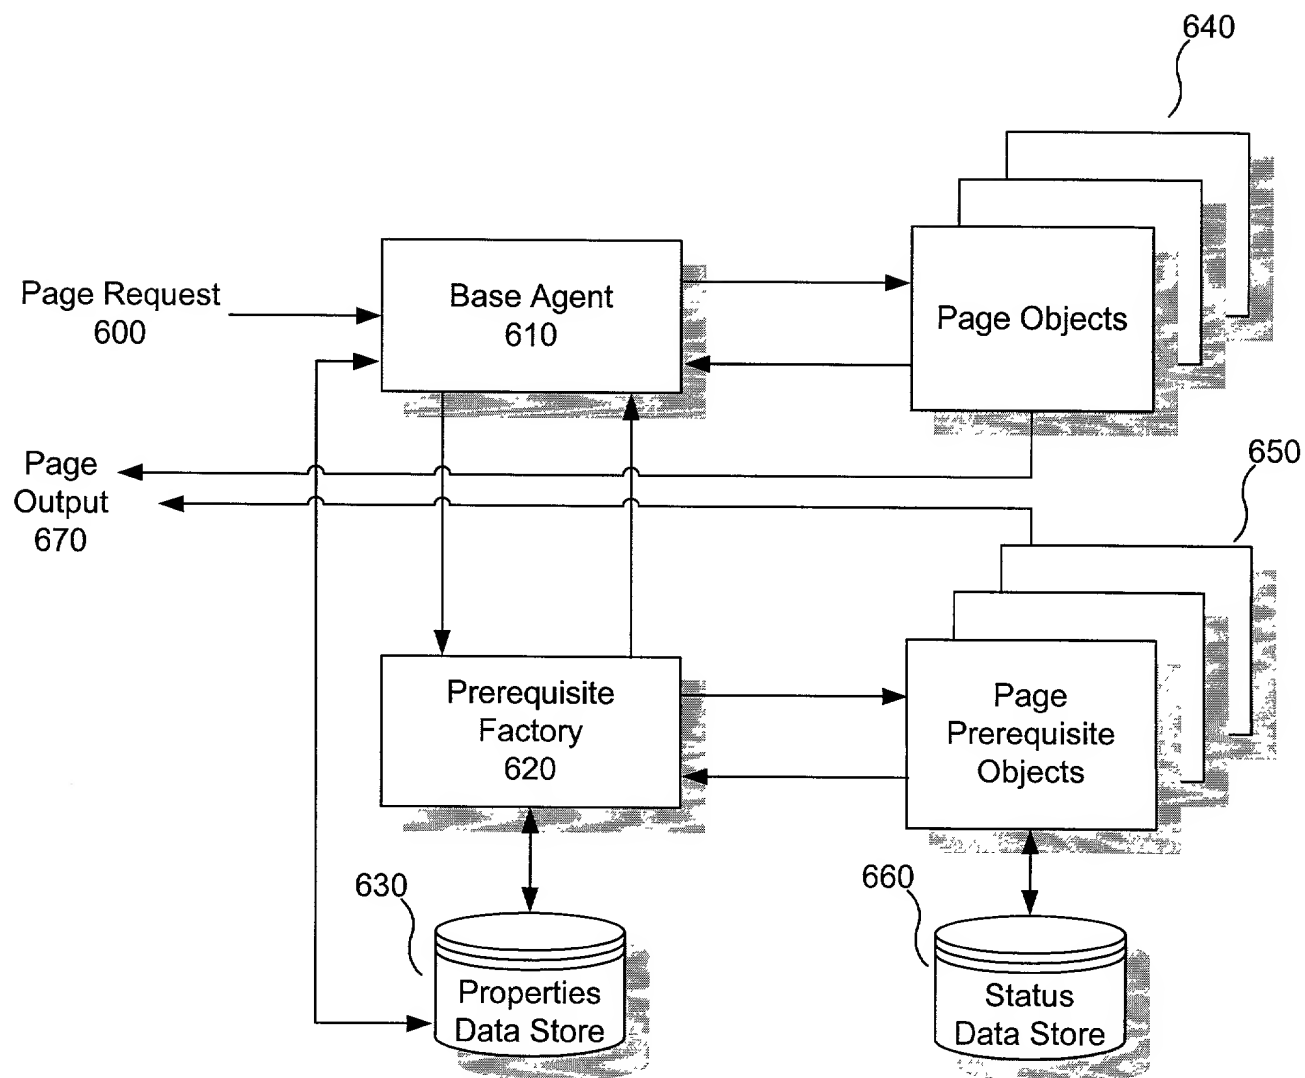 640
Page Request
600
Base Agent
610
Page Objects
Page
Output
670
650
Prerequisite
Factory
620
Page
Prerequisite
Objects
630
660
Properties
Data Store
Status
Data Store